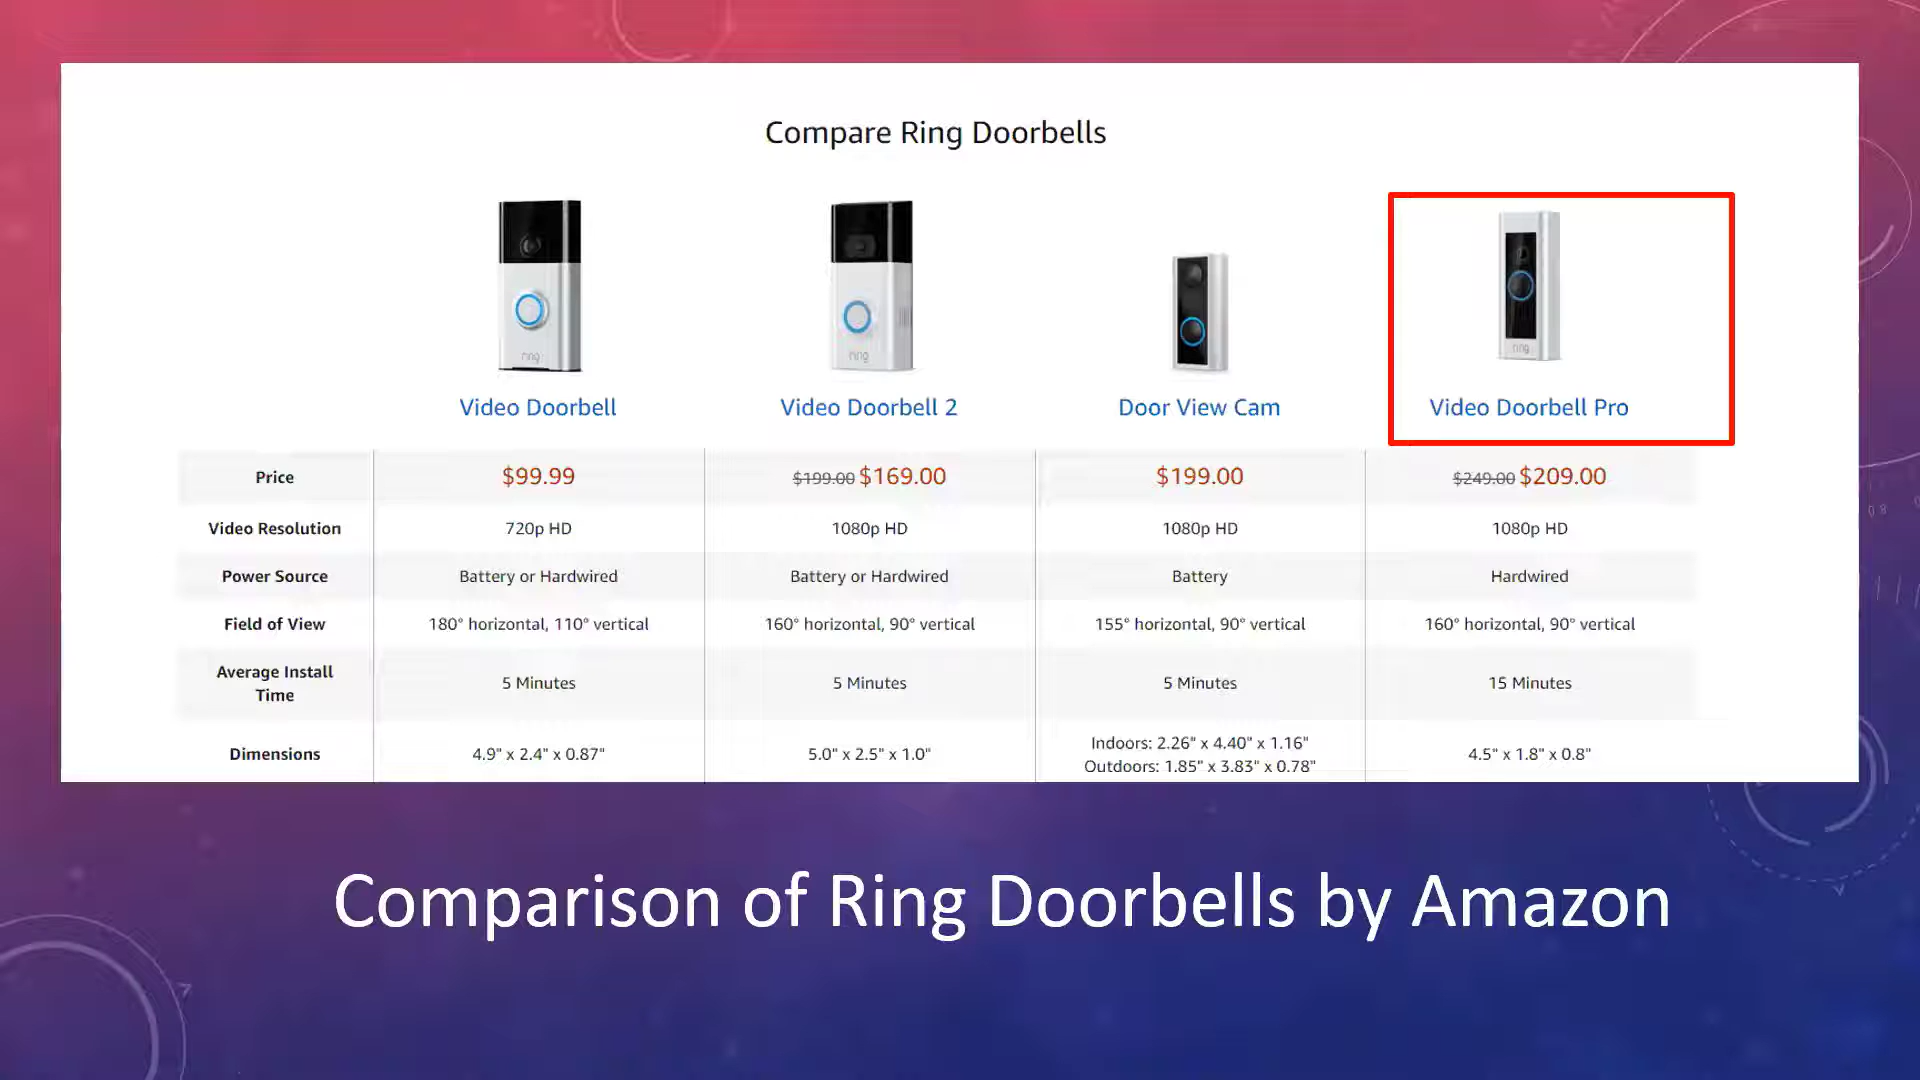 Compare Ring Doorbells
ring
ring
ring
Video Doorbell
Video Doorbell 2
Door View Cam
Video Doorbell Pro
Price
$99.99
$199.00 $169.00
$199.00
$249.00 $209.00
Video Resolution
720p HD
1080p HD
1080p HD
1080p HD
Power Source
Battery or Hardwired
Battery or Hardwired
Battery
Hardwired
Field of View
180° horizontal, 110° vertical
160° horizontal, 90° vertical
155° horizontal, 90° vertical
160° horizontal, 90° vertical
Average Install
Time
5 Minutes
5 Minutes
5 Minutes
15 Minutes
Dimensions
4.9" x 2.4" x 0.87"
5.0" x 2.5" x 1.0"
Indoors: 2.26" x 4.40" x 1.16"
Outdoors: 1.85" x 3.83" x 0.78"
4.5" x 1.8" x 0.8"
Comparison of Ring Doorbells by Amazon